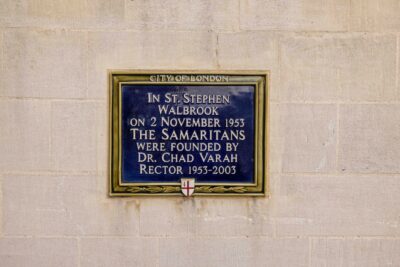 CITY OF LONDON
IN ST. STEPHEN
WALBROOK
ON 2 NOVEMBER 1953
THE SAMARITANS
WERE FOUNDED BY
DR. CHAD VARAH
RECTOR 1953-2003